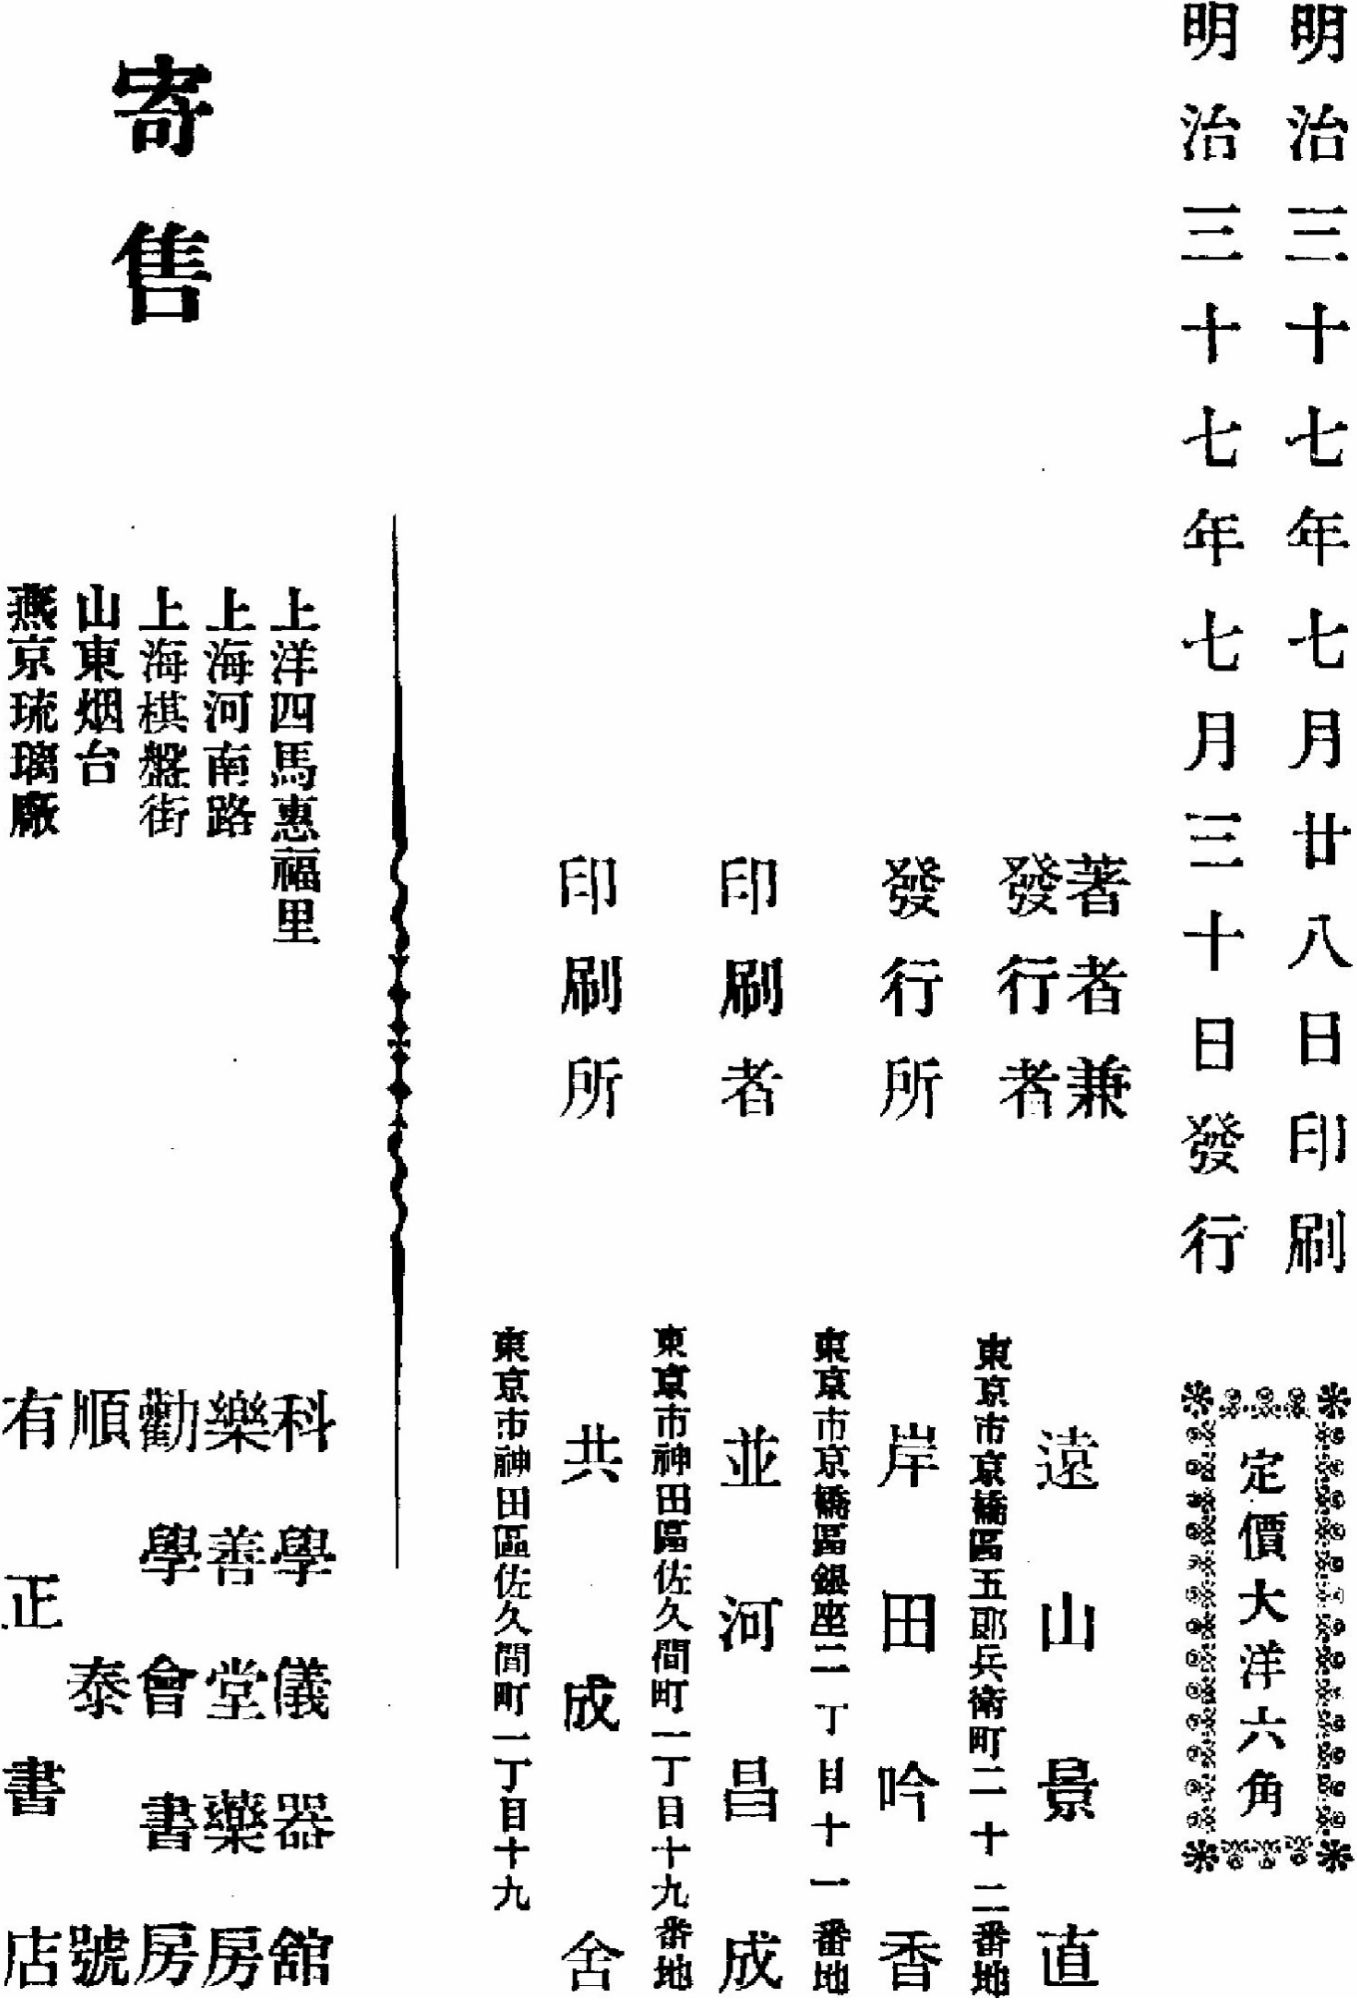 明治三十七年七月廿八日印刷
明治三十七年七月三十日發行
定價大洋六角
著者兼
發行者
東京市京橋區五郎兵衛町二十二番地
遠山景直
發行所
東京市京橋區銀座二丁目十一番地
岸田吟香
印刷者
東京市神田區佐久間町一丁目十九番地
並河昌成
印刷所
東京市神田區佐久間町一丁目十九
共成舍
寄售
上洋四馬惠福里 科學儀器館
上海河南路 樂善堂藥房
上海棋盤街 勸學會書房
山東烟台 順泰號
燕京琉璃廠 有正書店